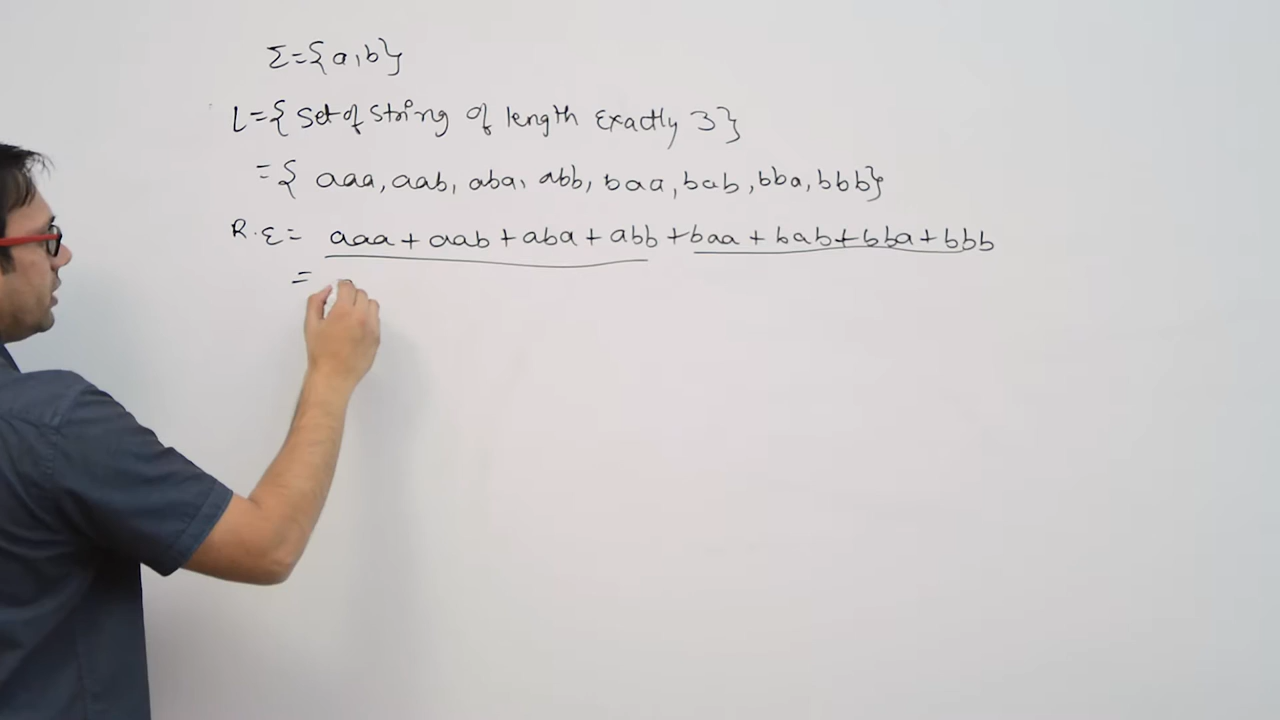 Σ={a,b}
L={ Set of String of length Exactly 3}
={ aaa, aab, aba, abb, baa, bab, bba, bbb}
R.E= aaa + aab + aba + abb + baa + bab + bba + bbb
=